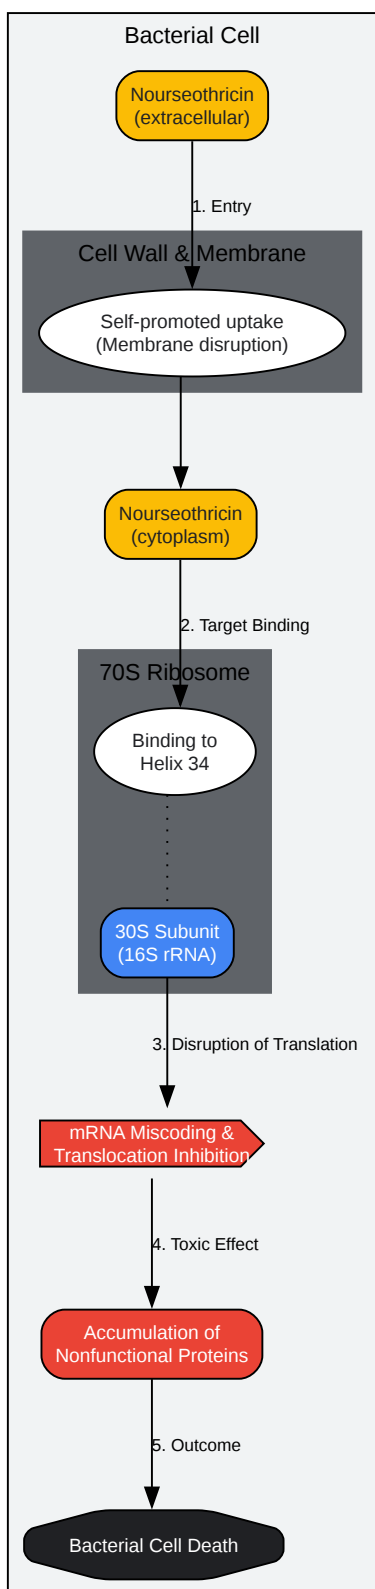 Bacterial Cell
Nourseothricin
(extracellular)
1. Entry
Cell Wall & Membrane
Self-promoted uptake
(Membrane disruption)
Nourseothricin
(cytoplasm)
2. Target Binding
70S Ribosome
Binding to
Helix 34
30S Subunit
(16S rRNA)
3. Disruption of Translation
mRNA Miscoding &
Translocation Inhibition
4. Toxic Effect
Accumulation of
Nonfunctional Proteins
5. Outcome
Bacterial Cell Death